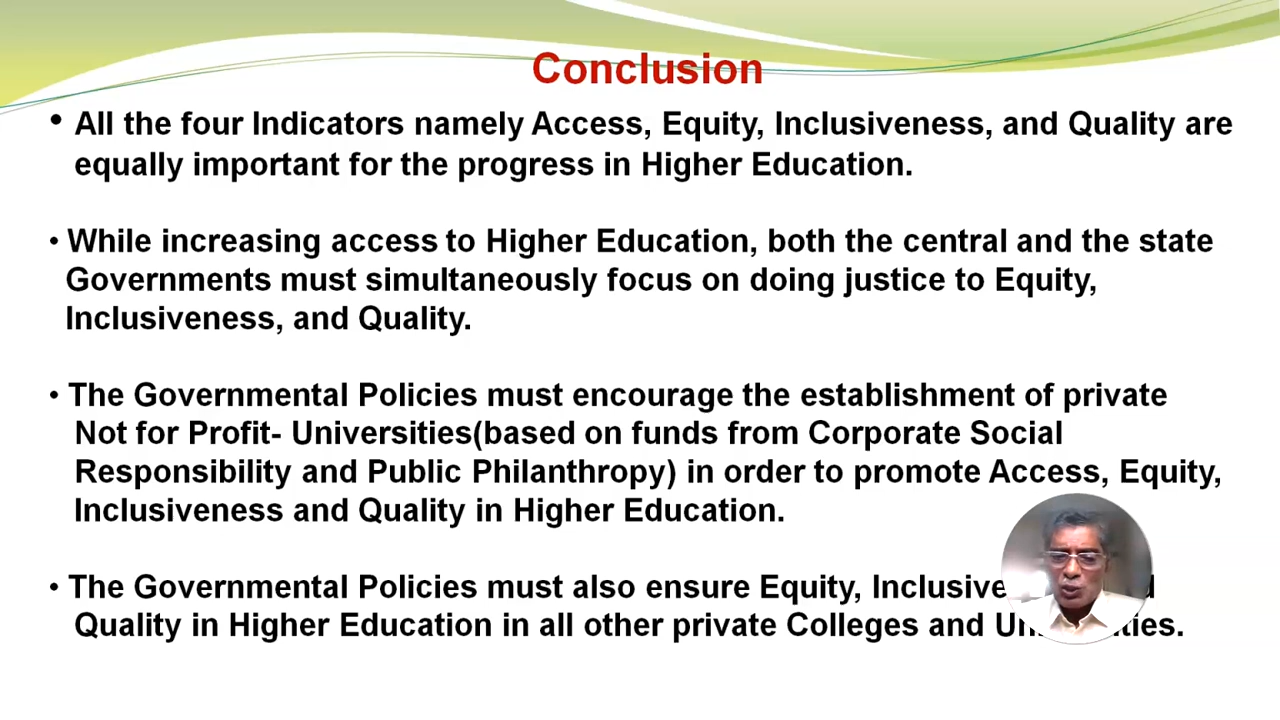 Conclusion
• All the four Indicators namely Access, Equity, Inclusiveness, and Quality are
equally important for the progress in Higher Education.
• While increasing access to Higher Education, both the central and the state
Governments must simultaneously focus on doing justice to Equity,
Inclusiveness, and Quality.
• The Governmental Policies must encourage the establishment of private
Not for Profit- Universities(based on funds from Corporate Social
Responsibility and Public Philanthropy) in order to promote Access, Equity,
Inclusiveness and Quality in Higher Education.
• The Governmental Policies must also ensure Equity,
Quality in Higher Education in all other private Colleges and